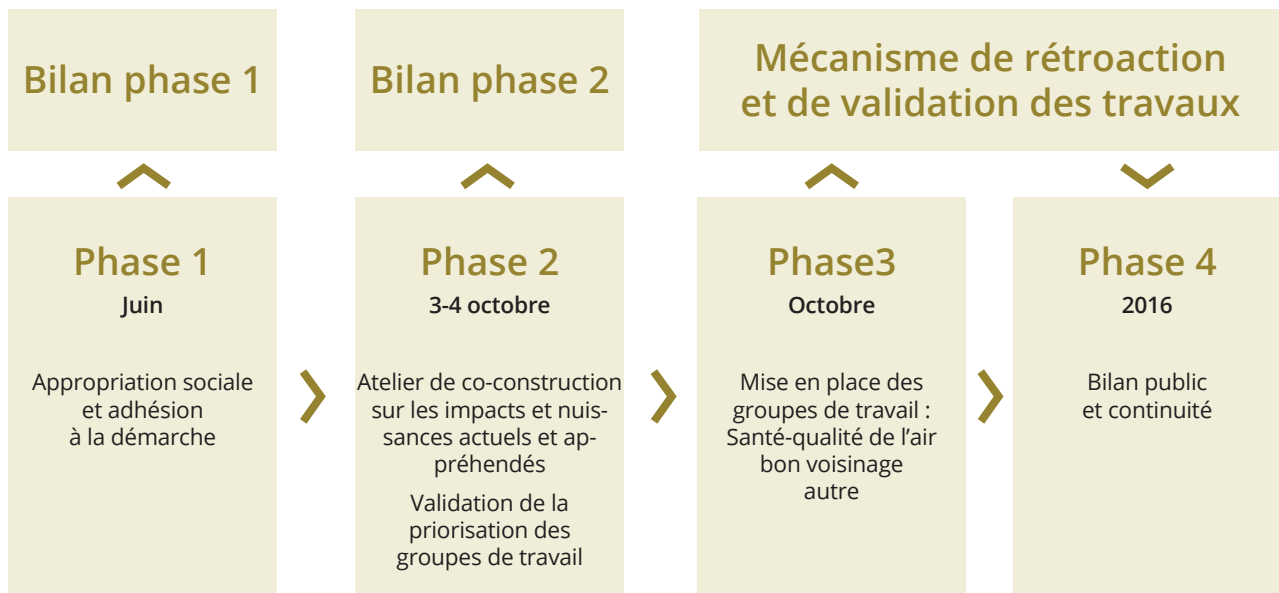 Bilan phase 1
Bilan phase 2
Mécanisme de rétroaction
et de validation des travaux
Phase 1
Juin
Appropriation sociale
et adhésion
à la démarche
Phase 2
3-4 octobre
Atelier de co-construction
sur les impacts et nuis-
sances actuels et ap-
préhendés
Validation de la
priorisation des
groupes de travail
Phase3
Octobre
Mise en place des
groupes de travail :
Santé-qualité de l’air
bon voisinage
autre
Phase 4
2016
Bilan public
et continuité